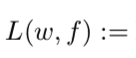 L(w, f) :=